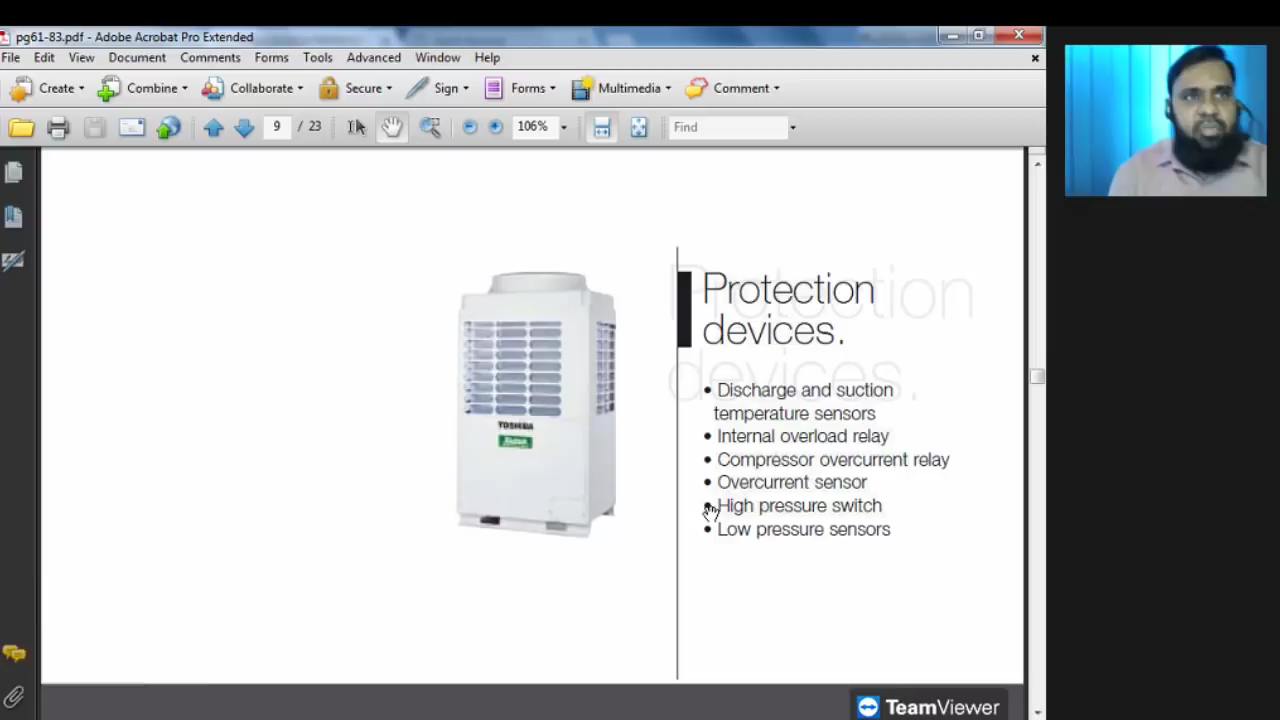 pg61-83.pdf - Adobe Acrobat Pro Extended
File Edit View Document Comments Forms Tools Advanced Window Help
Create Combine Collaborate Secure Sign Forms Multimedia Comment
9 / 23 106% Find
Protection
devices.
Protection
devices.
• Discharge and suction
temperature sensors
• Internal overload relay
• Compressor overcurrent relay
• Overcurrent sensor
• High pressure switch
• Low pressure sensors
TOSHIBA
TeamViewer